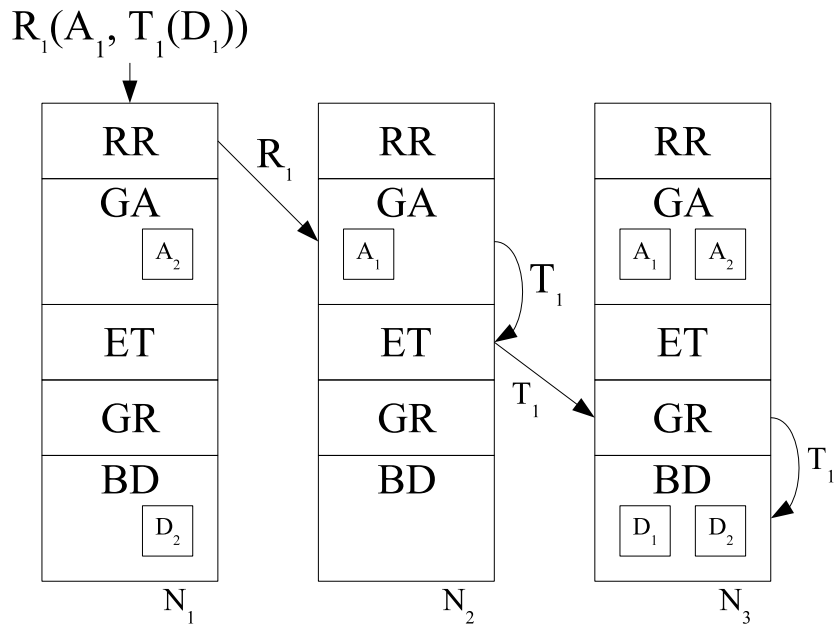 R₁(A₁, T₁(D₁))
RR
GA
A₂
ET
GR
BD
D₂
N₁
R₁
RR
GA
A₁
ET
GR
BD
N₂
T₁
T₁
RR
GA
A₁ A₂
ET
GR
BD
D₁ D₂
N₃
T₁